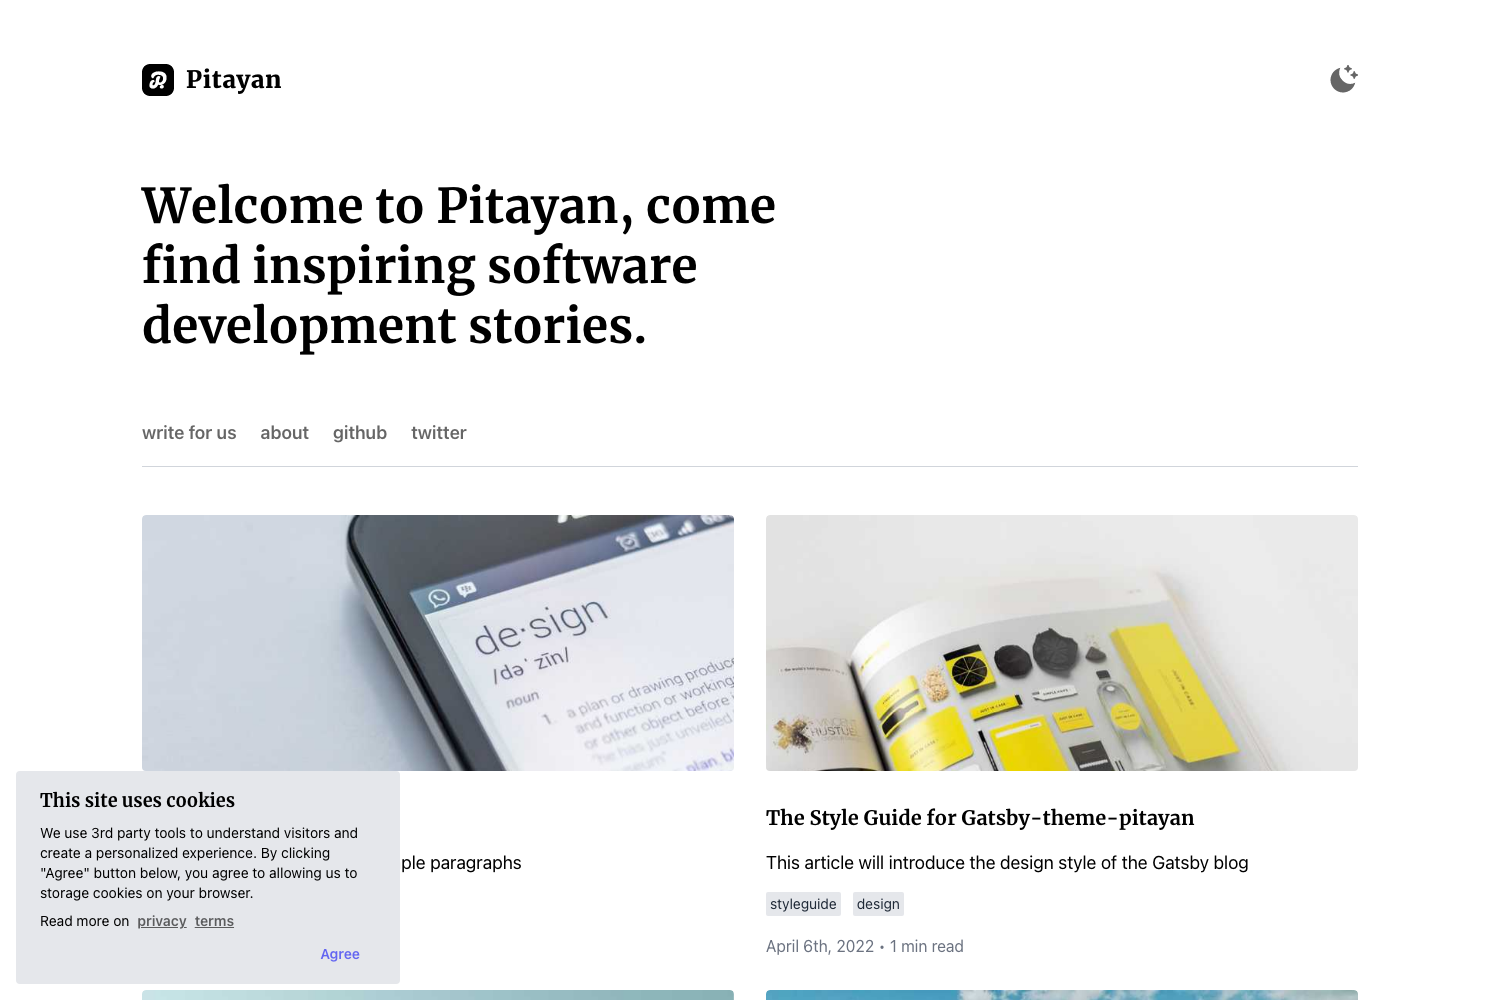 Pitayan
Welcome to Pitayan, come
find inspiring software
development stories.
write for us about github twitter
de·sign
/dəˈ zīn/
noun
1. a plan or drawing produce
and function or working
or other object before i
"he has just unveiled
plan bl
The Style Guide for Gatsby-theme-pitayan
This article will introduce the design style of the Gatsby blog
styleguide design
April 6th, 2022 • 1 min read
ple paragraphs
This site uses cookies
We use 3rd party tools to understand visitors and
create a personalized experience. By clicking
"Agree" button below, you agree to allowing us to
storage cookies on your browser.
Read more on privacy terms
Agree